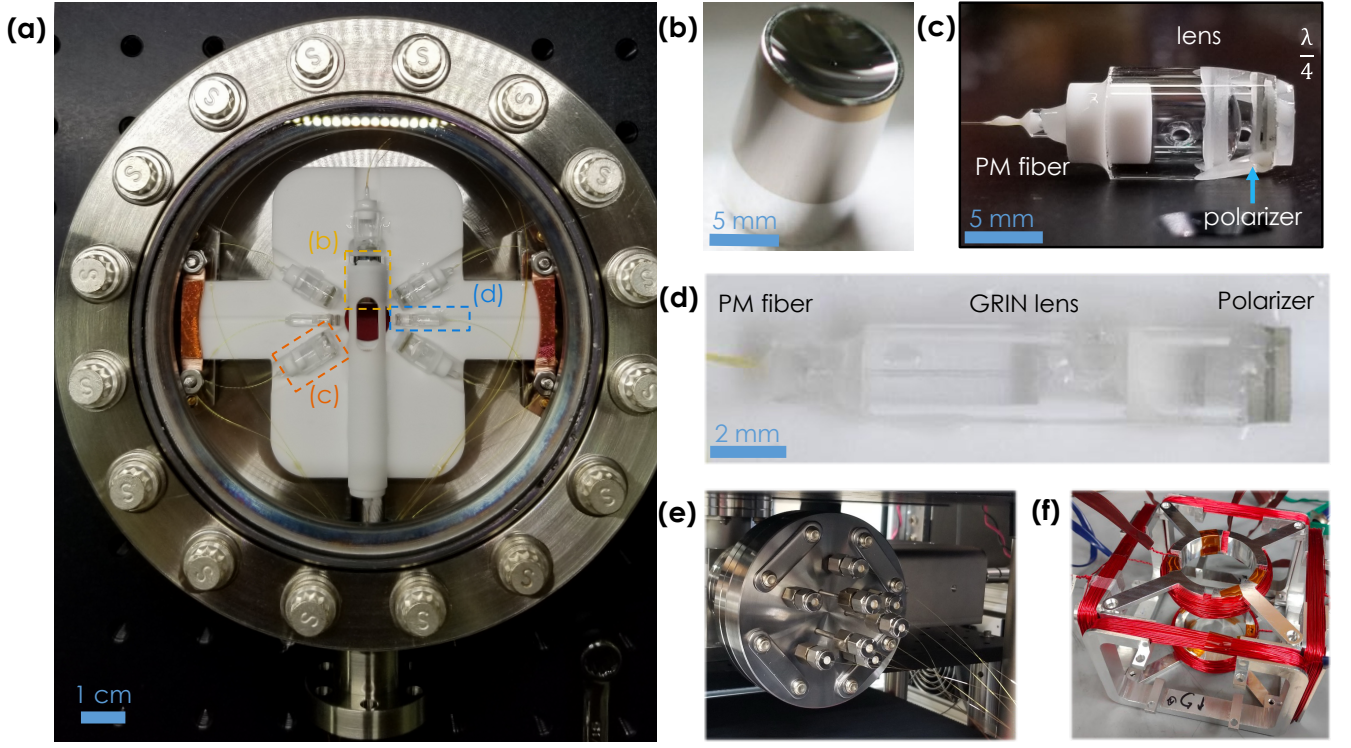 (a)
S
S
S
S
S
S
S
S
S
S
S
S
S
S
(b)
(d)
(c)
1 cm
(b)
5 mm
(c)
lens
λ/4
PM fiber
polarizer
5 mm
(d)
PM fiber
GRIN lens
Polarizer
2 mm
(e)
(f)